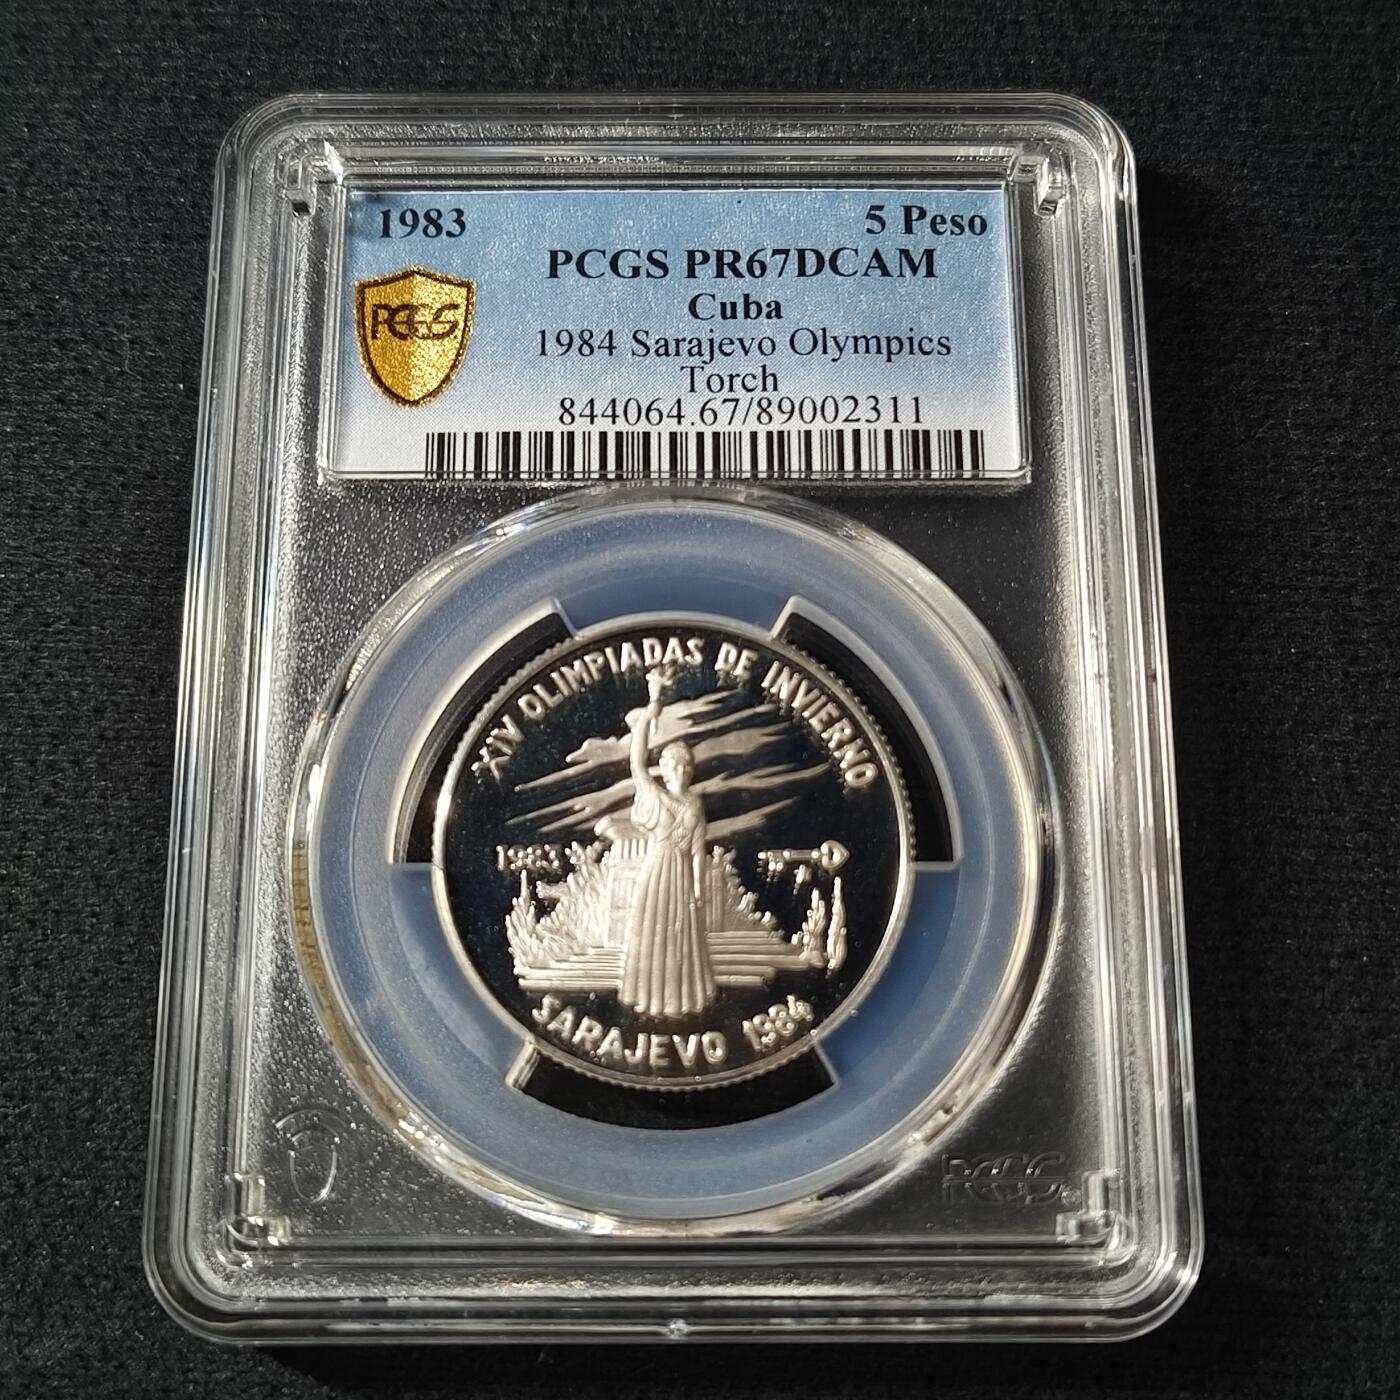 1983 5 Peso
PCGS PR67DCAM
PCGS
Cuba
1984 Sarajevo Olympics
Torch
844064.67/89002311
XIV OLIMPIADAS DE INVIERNO
1983
SARAJEVO 1984
PCGS